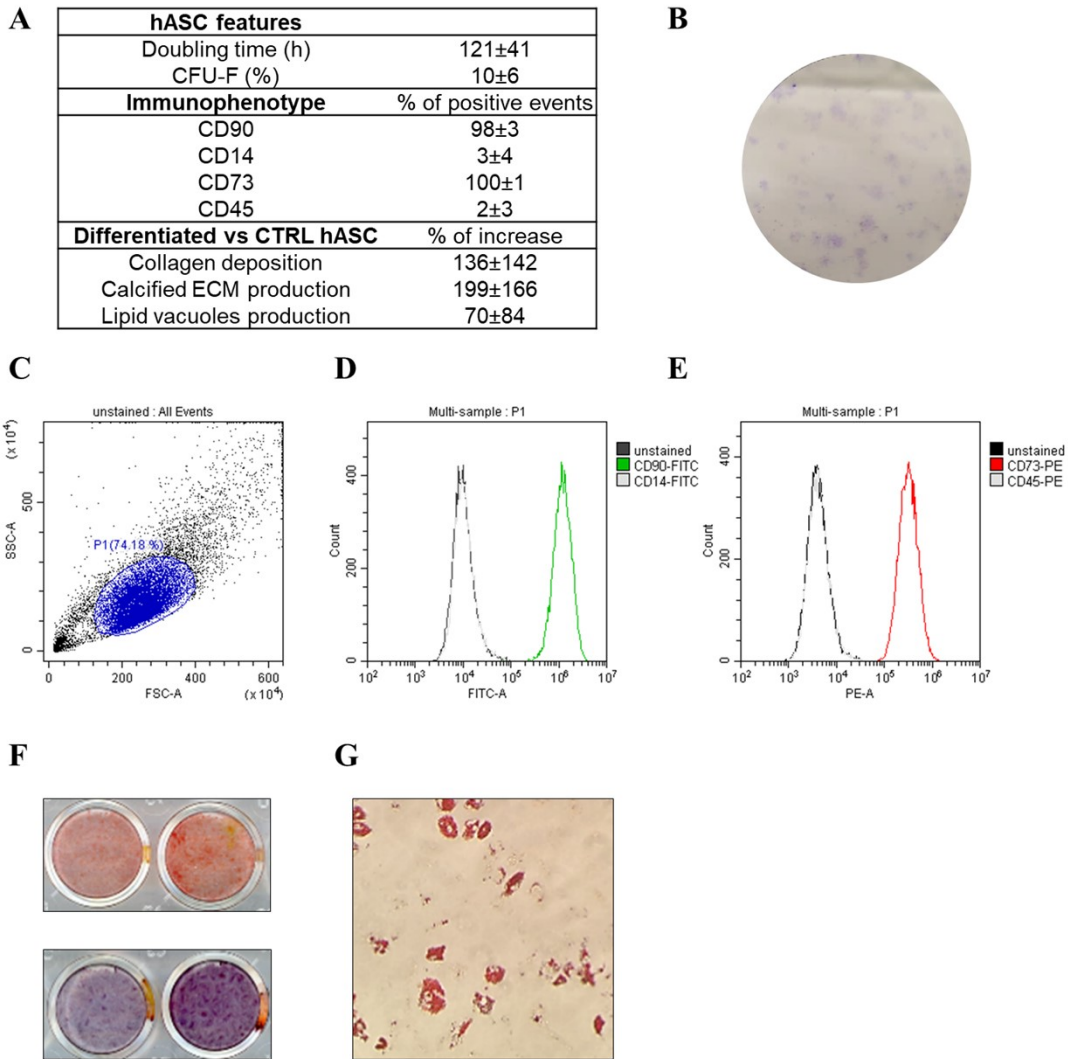 A
hASC features
Doubling time (h) 121±41
CFU-F (%) 10±6
Immunophenotype % of positive events
CD90 98±3
CD14 3±4
CD73 100±1
CD45 2±3
Differentiated vs CTRL hASC % of increase
Collagen deposition 136±142
Calcified ECM production 199±166
Lipid vacuoles production 70±84
B
C
unstained : All Events
(x 10⁴)
SSC-A
500
0
P1(74.18 %)
0 200 400 600
FSC-A (x 10⁴)
D
Multi-sample : P1
Count
400
200
0
10² 10³ 10⁴ 10⁵ 10⁶ 10⁷
FITC-A
unstained
CD90-FITC
CD14-FITC
E
Multi-sample : P1
Count
400
200
0
10² 10³ 10⁴ 10⁵ 10⁶ 10⁷
PE-A
unstained
CD73-PE
CD45-PE
F
G